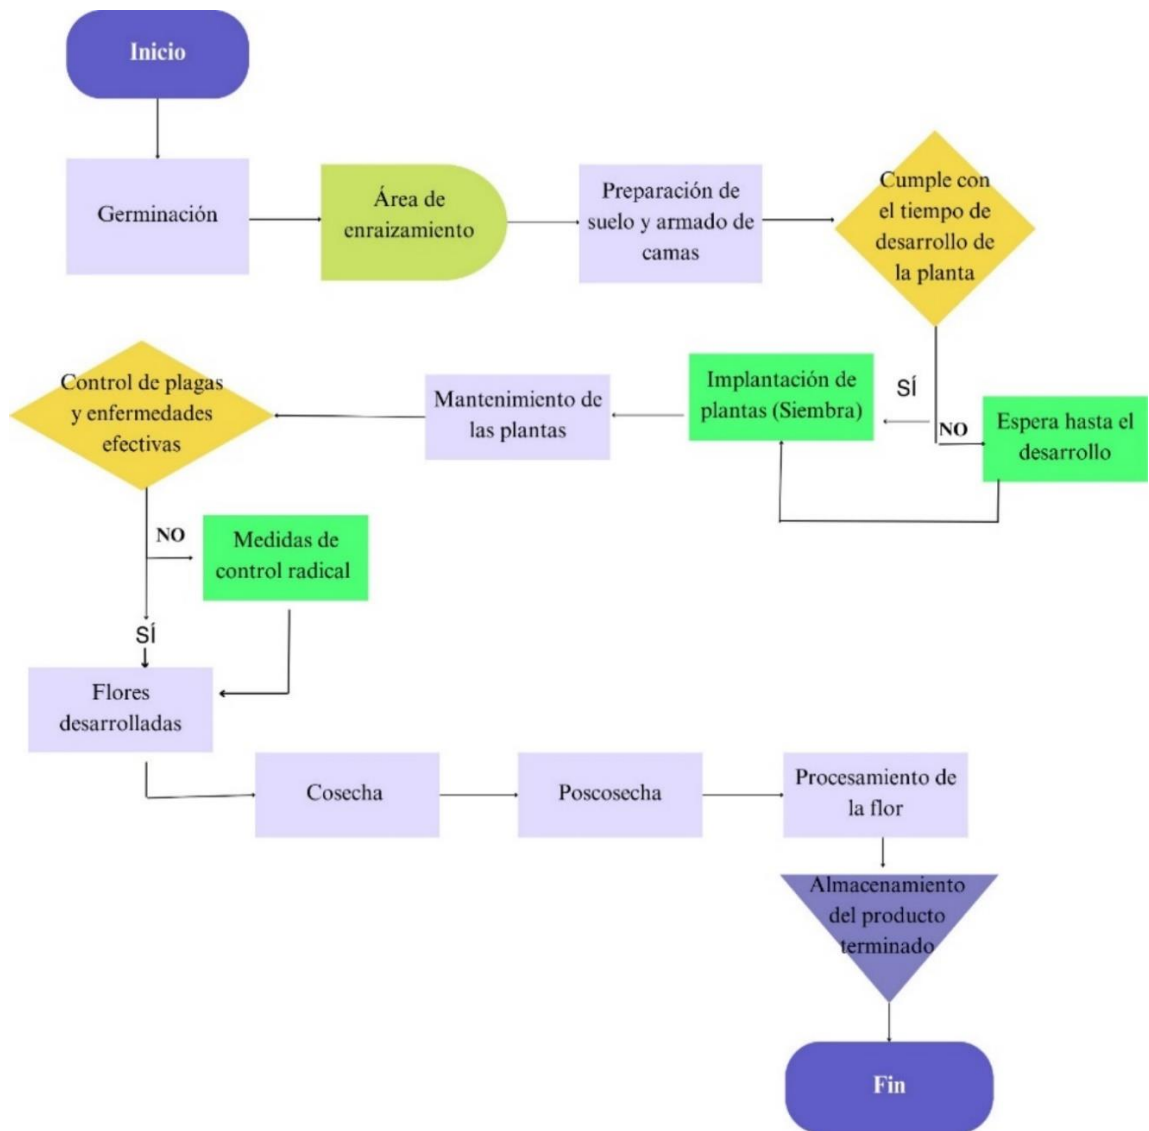 Inicio
Germinación
Área de
enraizamiento
Preparación de
suelo y armado de
camas
Cumple con
el tiempo de
desarrollo de
la planta
SÍ
NO
Espera hasta el
desarrollo
Implantación de
plantas (Siembra)
Mantenimiento de
las plantas
Control de plagas
y enfermedades
efectivas
NO
Medidas de
control radical
SÍ
Flores
desarrolladas
Cosecha
Poscosecha
Procesamiento de
la flor
Almacenamiento
del producto
terminado
Fin